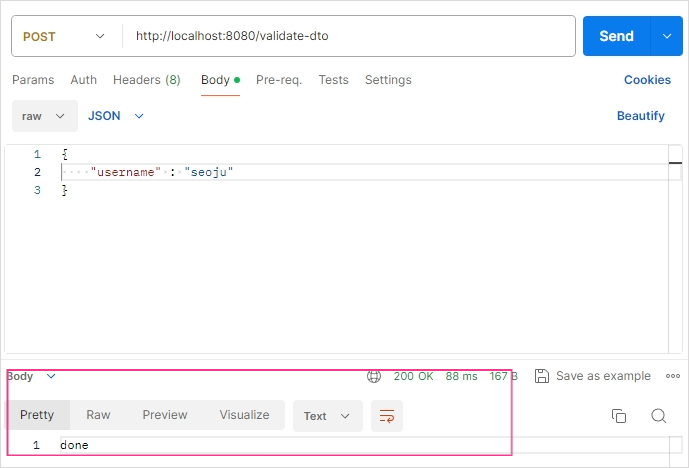 POST http://localhost:8080/validate-dto Send
Params Auth Headers (8) Body Pre-req. Tests Settings Cookies
raw JSON Beautify
1 {
2 "username" : "seoju"
3 }
Body 200 OK 88 ms 167 B Save as example
Pretty Raw Preview Visualize Text
1 done